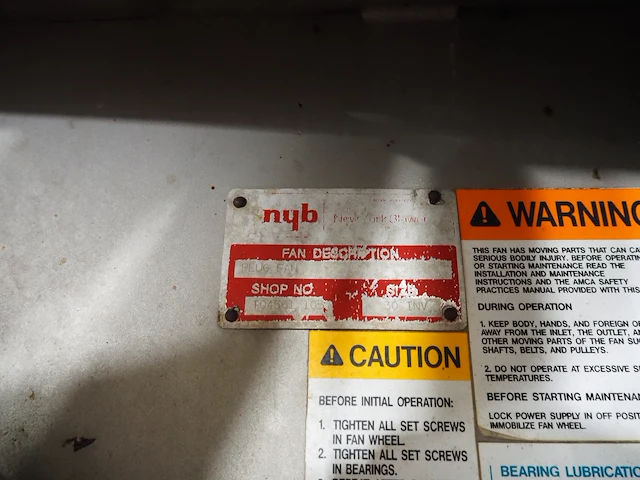 nyb New York Blower
FAN DESCRIPTION
PLUG FAN
SHOP NO. SIZE
30 INV
WARNING
THIS FAN HAS MOVING PARTS THAT CAN
SERIOUS BODILY INJURY. BEFORE
OR STARTING MAINTENANCE READ THE
INSTALLATION AND MAINTENANCE
INSTRUCTIONS AND THE AMCA SAFETY
PRACTICES MANUAL PROVIDED WITH
DURING OPERATION
1. KEEP BODY, HANDS, AND FOREIGN
AWAY FROM THE INLET, THE OUTLET,
OTHER MOVING PARTS OF THE FAN
SHAFTS, BELTS, AND PULLEYS.
2. DO NOT OPERATE AT EXCESSIVE
TEMPERATURES.
BEFORE STARTING
LOCK POWER SUPPLY IN OFF
IMMOBILIZE FAN WHEEL.
CAUTION
BEFORE INITIAL OPERATION:
1. TIGHTEN ALL SET SCREWS
IN FAN WHEEL.
2. TIGHTEN ALL SET SCREWS
IN BEARINGS.
BEARING